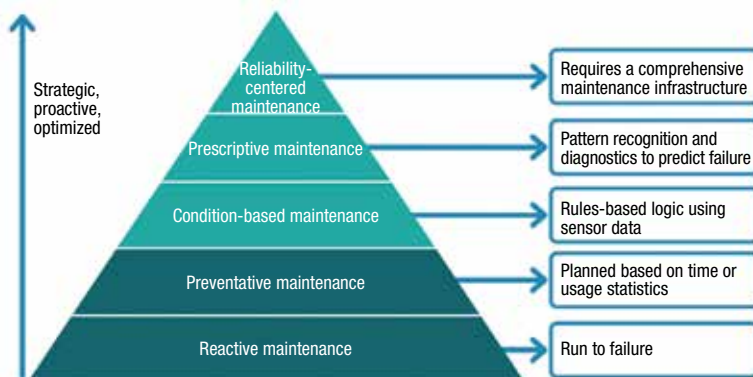 Strategic,
proactive,
optimized
Reliability-
centered
maintenance
Requires a comprehensive
maintenance infrastructure
Prescriptive maintenance
Pattern recognition and
diagnostics to predict failure
Condition-based maintenance
Rules-based logic using
sensor data
Preventative maintenance
Planned based on time or
usage statistics
Reactive maintenance
Run to failure